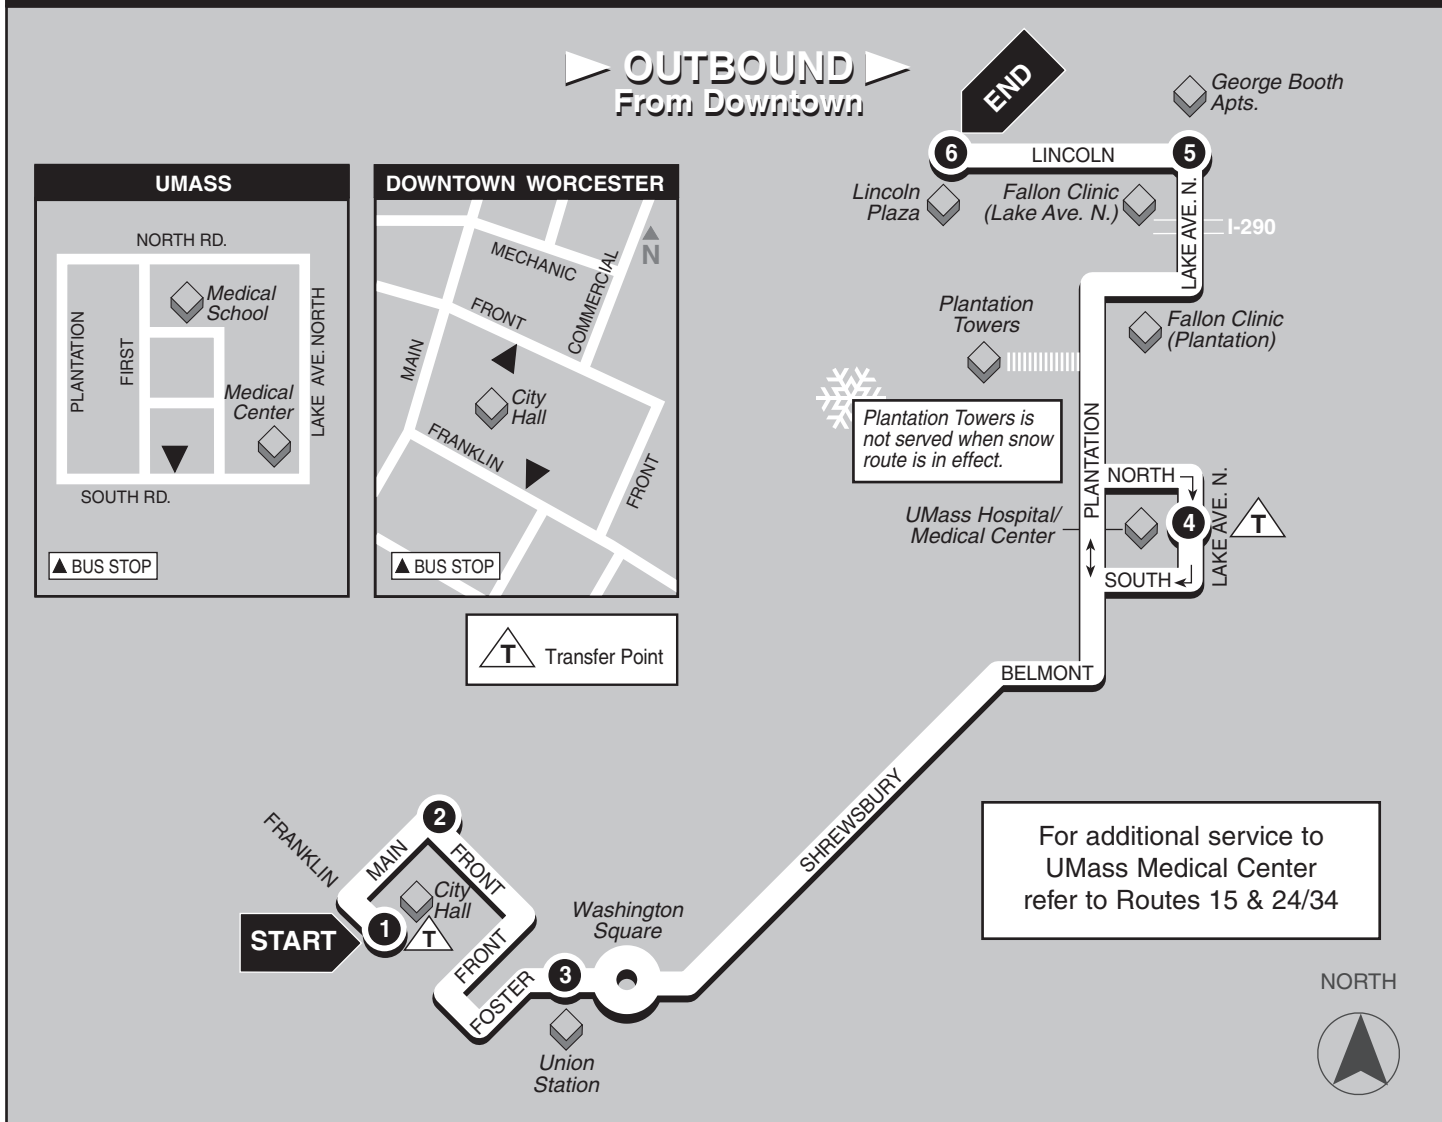 OUTBOUND
From Downtown
END
George Booth
Apts.
6
LINCOLN
5
Lincoln
Plaza
Fallon Clinic
(Lake Ave. N.)
LAKE AVE. N.
I-290
UMASS
NORTH RD.
Medical
School
PLANTATION
FIRST
LAKE AVE. NORTH
Medical
Center
SOUTH RD.
BUS STOP
DOWNTOWN WORCESTER
N
MECHANIC
COMMERCIAL
FRONT
MAIN
City
Hall
FRANKLIN
FRONT
BUS STOP
T Transfer Point
Plantation
Towers
Fallon Clinic
(Plantation)
Plantation Towers is
not served when snow
route is in effect.
PLANTATION
NORTH
UMass Hospital/
Medical Center
4
LAKE AVE. N.
T
SOUTH
BELMONT
SHREWSBURY
For additional service to
UMass Medical Center
refer to Routes 15 & 24/34
2
FRANKLIN
MAIN
FRONT
City
Hall
START
1
T
FRONT
Washington
Square
FOSTER
3
Union
Station
NORTH